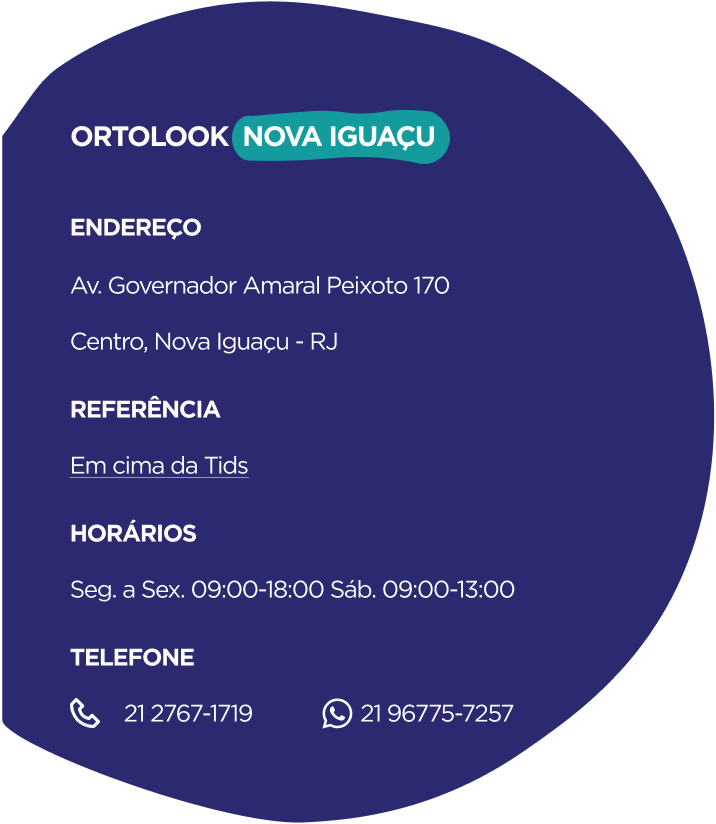 ORTOLOOK NOVA IGUAÇU
ENDEREÇO
Av. Governador Amaral Peixoto 170
Centro, Nova Iguaçu - RJ
REFERÊNCIA
Em cima da Tids
HORÁRIOS
Seg. a Sex. 09:00-18:00 Sáb. 09:00-13:00
TELEFONE
21 2767-1719 21 96775-7257